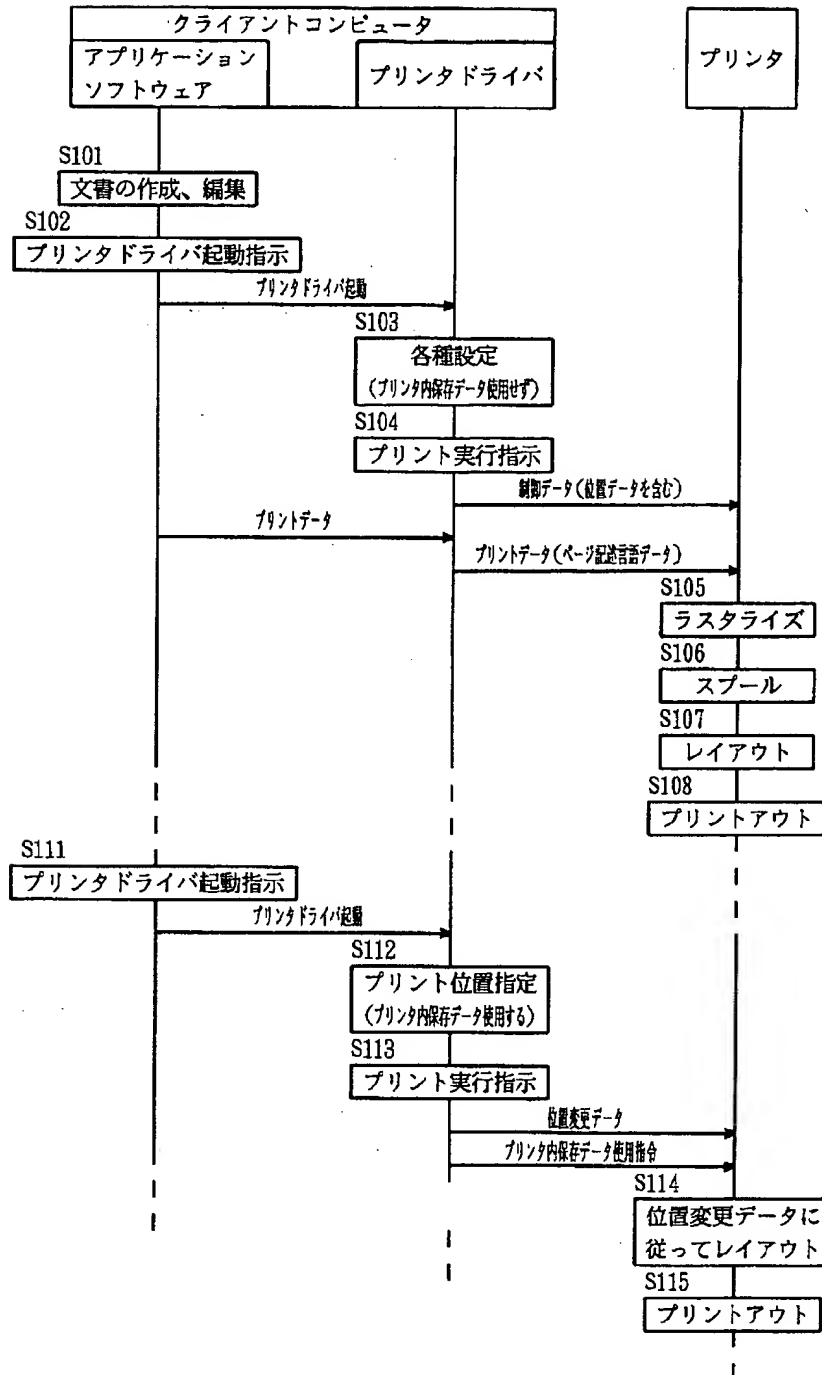 クライアントコンピュータ
アプリケーション
ソフトウェア
プリンタドライバ
プリンタ
S101
文書の作成、編集
S102
プリンタドライバ起動指示
プリンタドライバ起動
S103
各種設定
(プリンタ内保存データ使用せず)
S104
プリント実行指示
制御データ(位置データを含む)
プリントデータ
プリントデータ(ページ記述言語データ)
S105
ラスタライズ
S106
スプール
S107
レイアウト
S108
プリントアウト
S111
プリンタドライバ起動指示
プリンタドライバ起動
S112
プリント位置指定
(プリンタ内保存データ使用する)
S113
プリント実行指示
位置変更データ
プリンタ内保存データ使用指令
S114
位置変更データに
従ってレイアウト
S115
プリントアウト